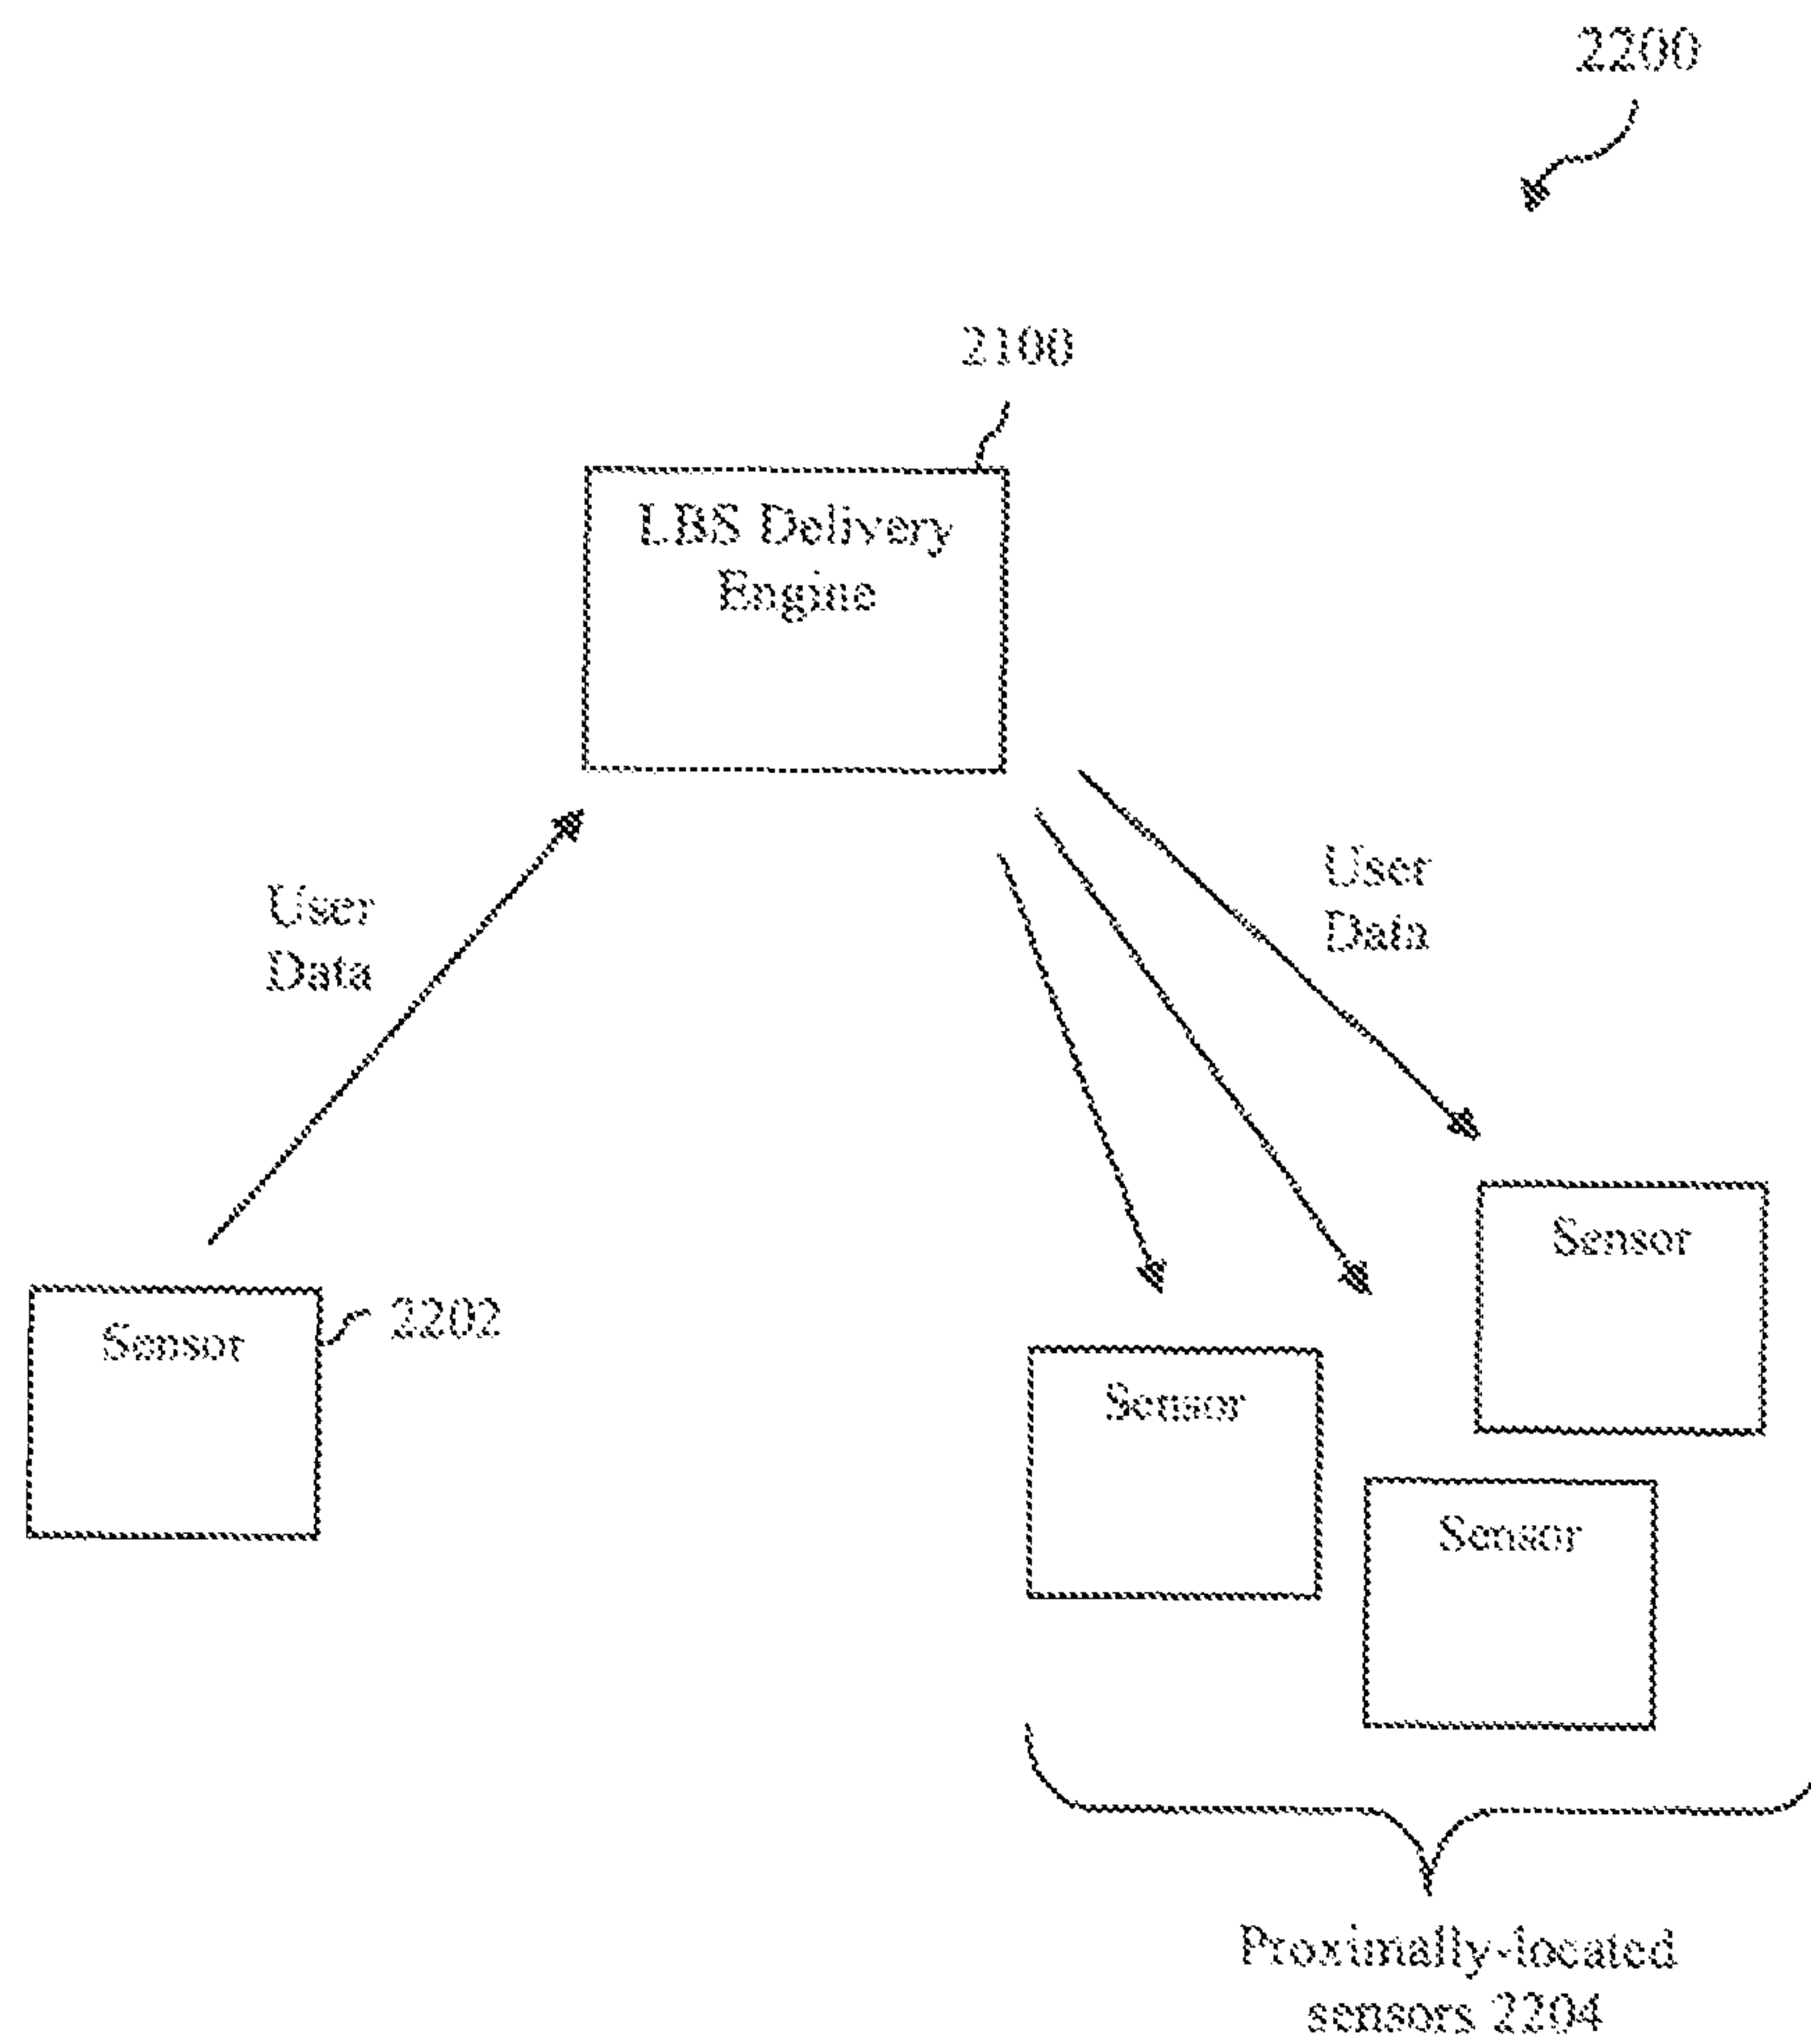 2200
2100
LBS Delivery
Engine
User
Data
User
Data
Sensor
2202
Sensor
Sensor
Sensor
Proximally-located
sensors 2204